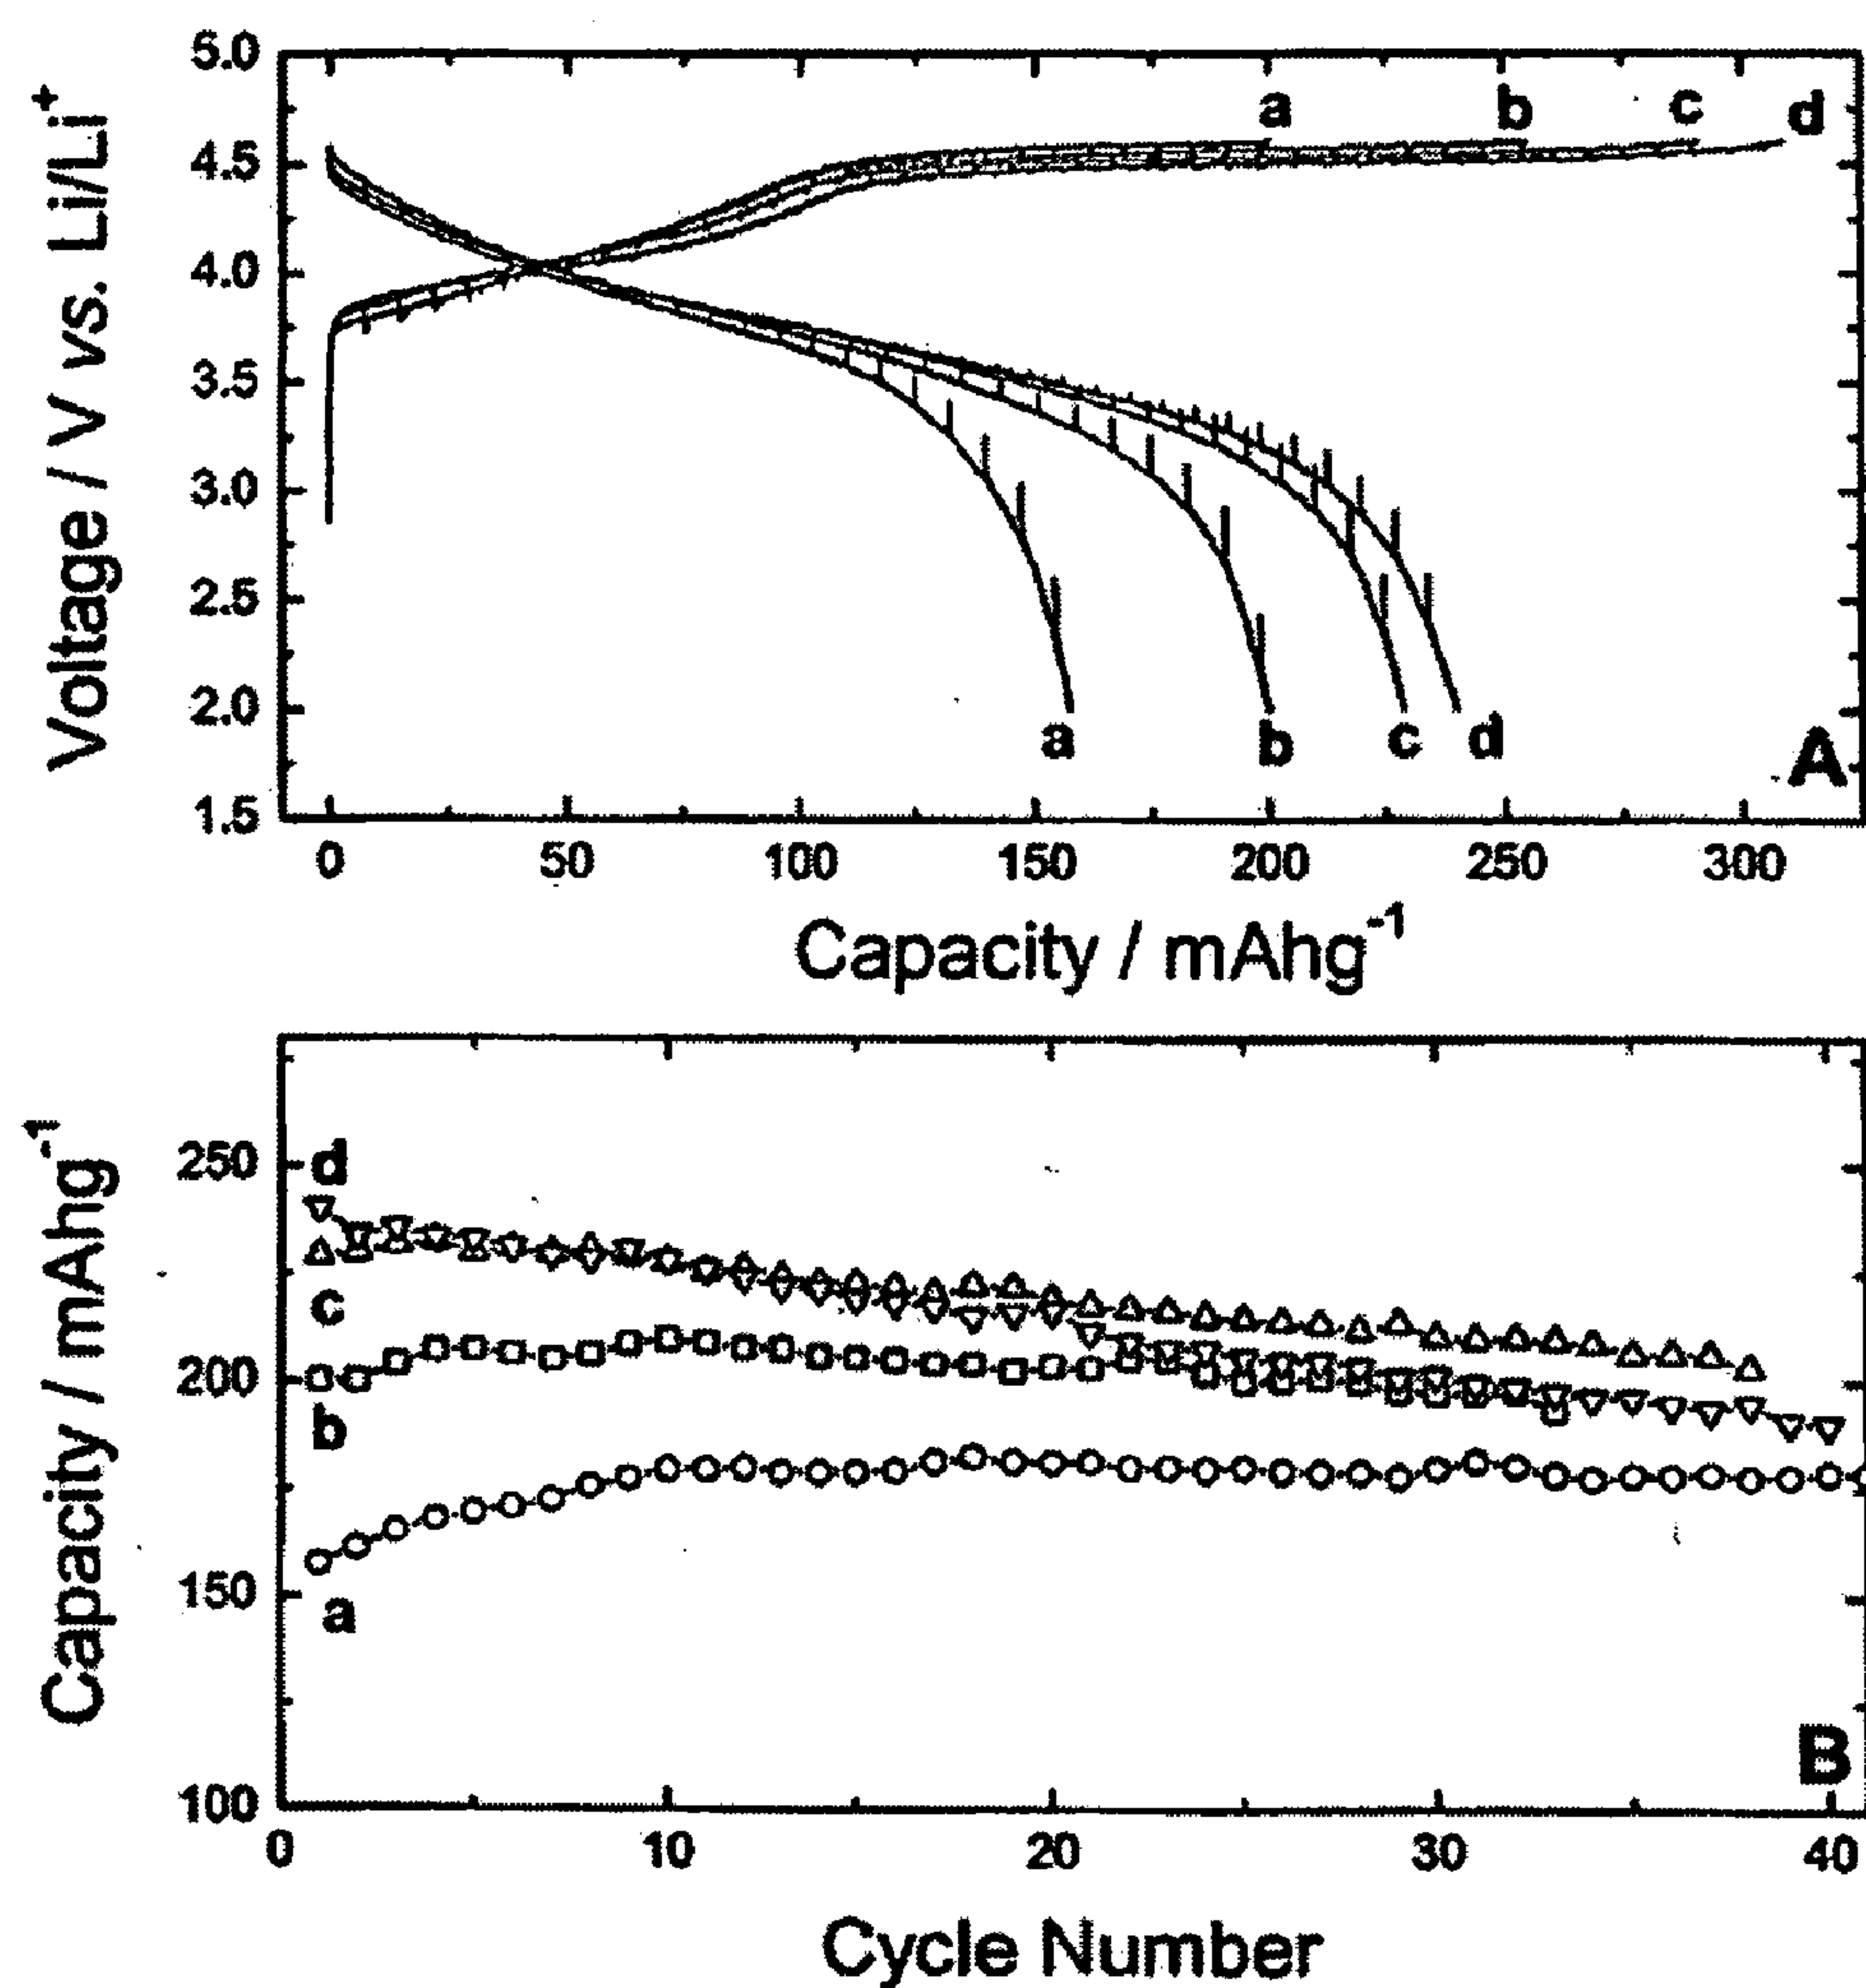 5.0
4.5
4.0
3.5
3.0
2.5
2.0
1.5
Voltage / V vs. Li/Li⁺
a b c d
a b c d
A
0 50 100 150 200 250 300
Capacity / mAhg⁻¹
250
200
150
100
Capacity / mAhg⁻¹
d
c
b
a
B
0 10 20 30 40
Cycle Number